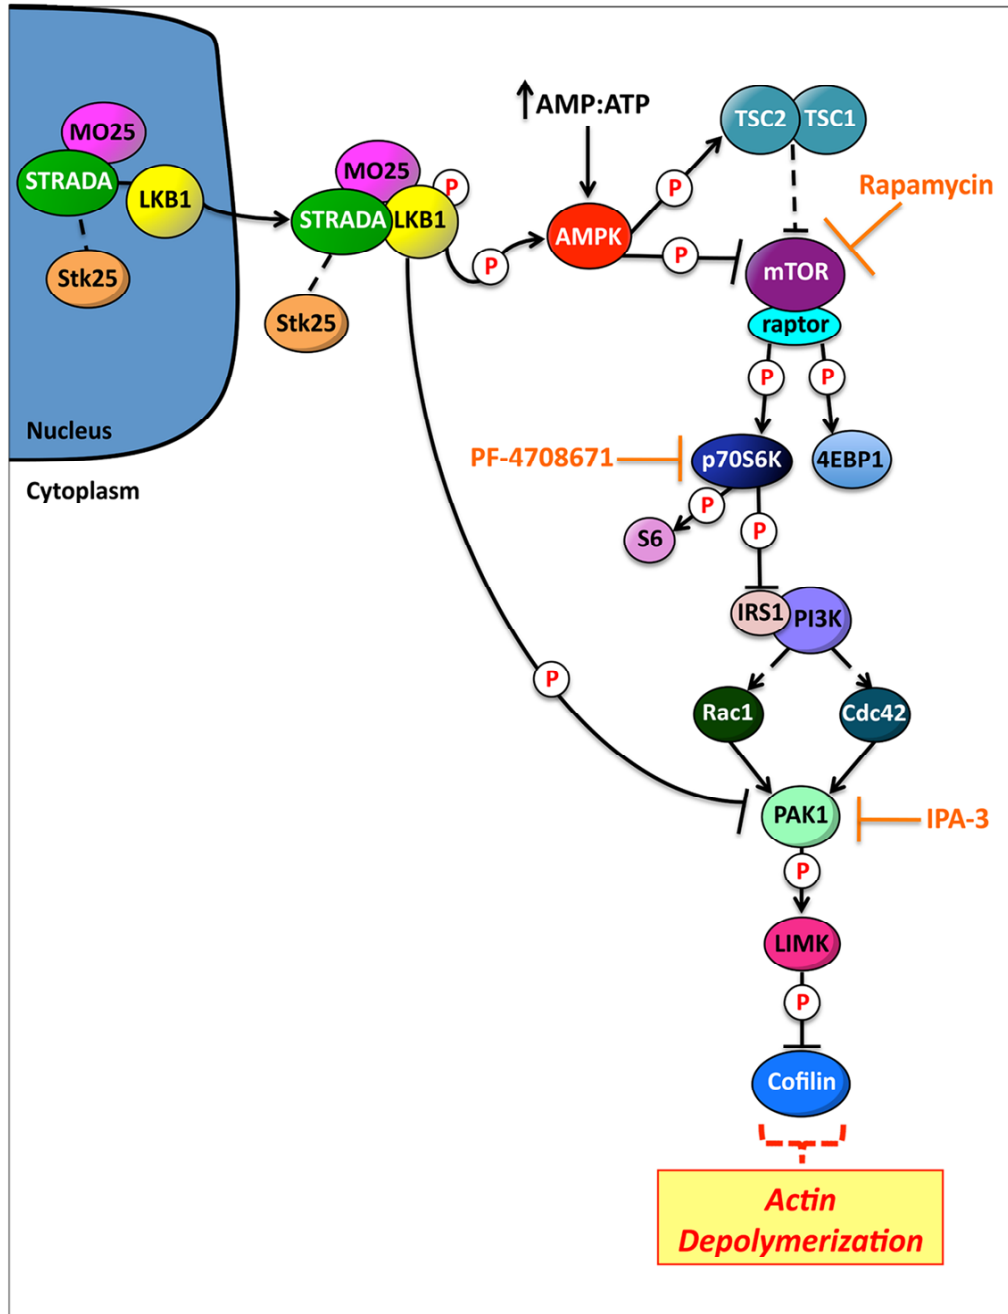 MO25
STRADA
LKB1
Stk25
Nucleus
Cytoplasm
MO25
P
STRADA
LKB1
P
Stk25
↑AMP:ATP
AMPK
P
P
TSC2
TSC1
Rapamycin
mTOR
raptor
P
P
PF-4708671
p70S6K
4EBP1
P
S6
P
IRS1
PI3K
P
Rac1
Cdc42
PAK1
IPA-3
P
LIMK
P
Cofilin
Actin
Depolymerization